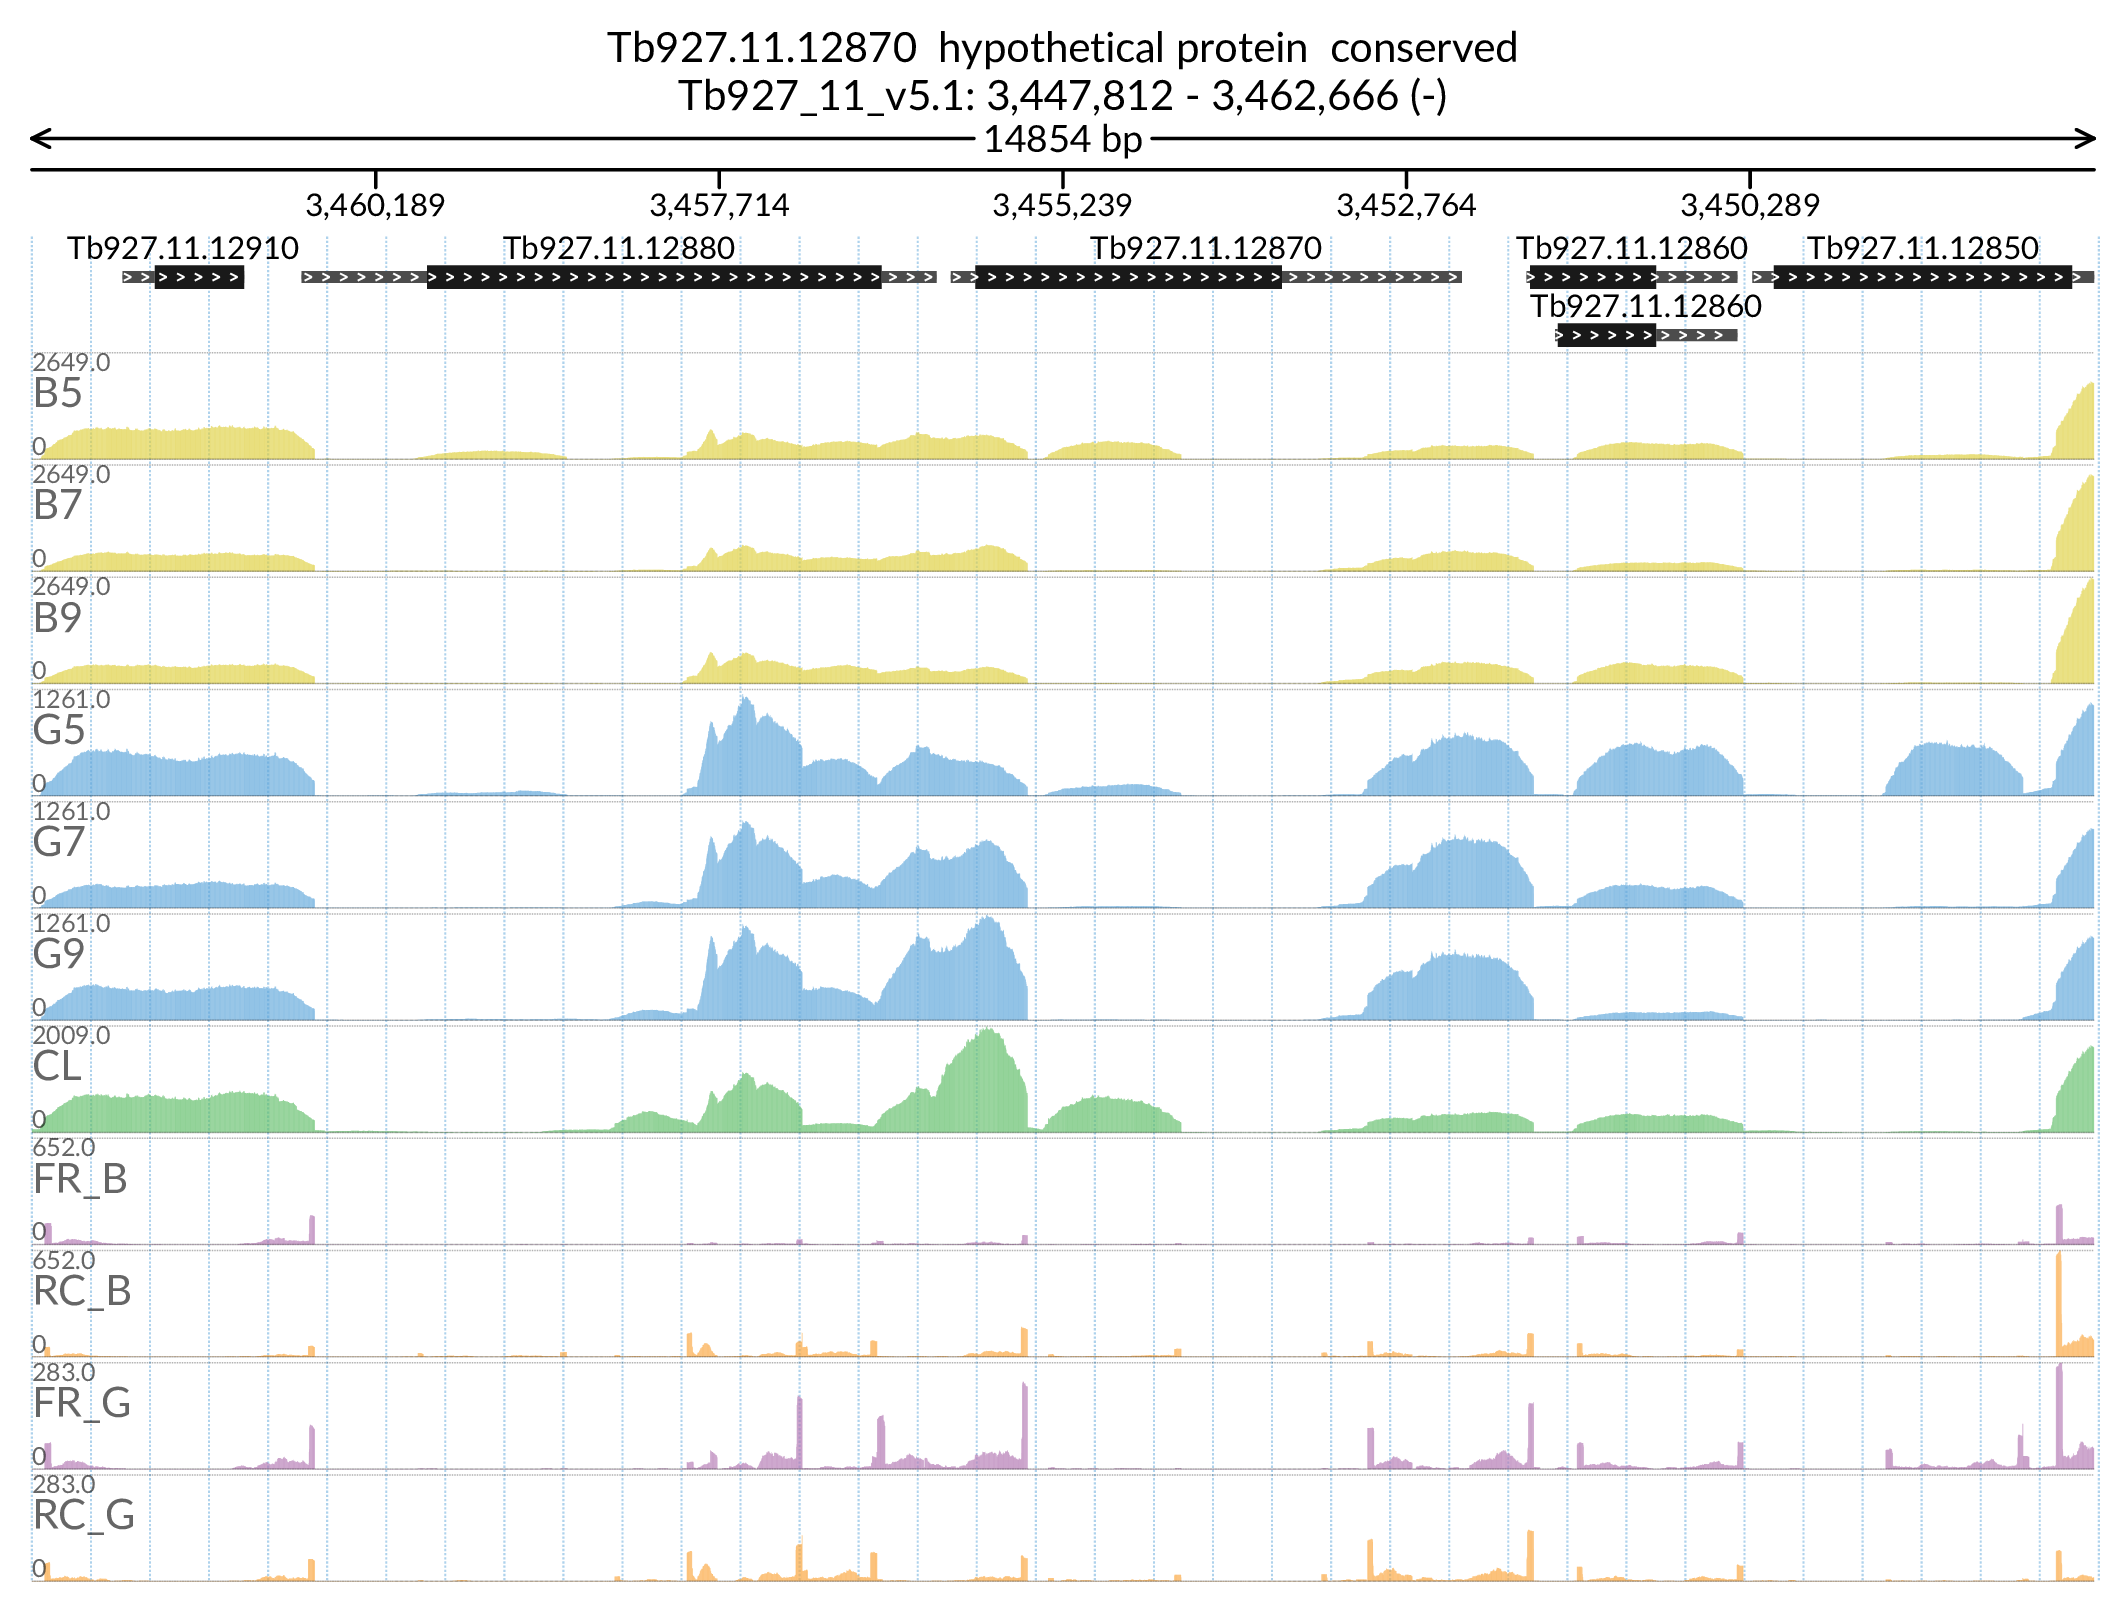 Tb927.11.12870 hypothetical protein conserved
Tb927_11_v5.1: 3,447,812 - 3,462,666 (-)
14854 bp
3,460,189 3,457,714 3,455,239 3,452,764 3,450,289
Tb927.11.12910 Tb927.11.12880 Tb927.11.12870 Tb927.11.12860 Tb927.11.12850
Tb927.11.12860
2649.0
B5
0
2649.0
B7
0
2649.0
B9
0
1261.0
G5
0
1261.0
G7
0
1261.0
G9
0
2009.0
CL
0
652.0
FR_B
0
652.0
RC_B
0
283.0
FR_G
0
283.0
RC_G
0